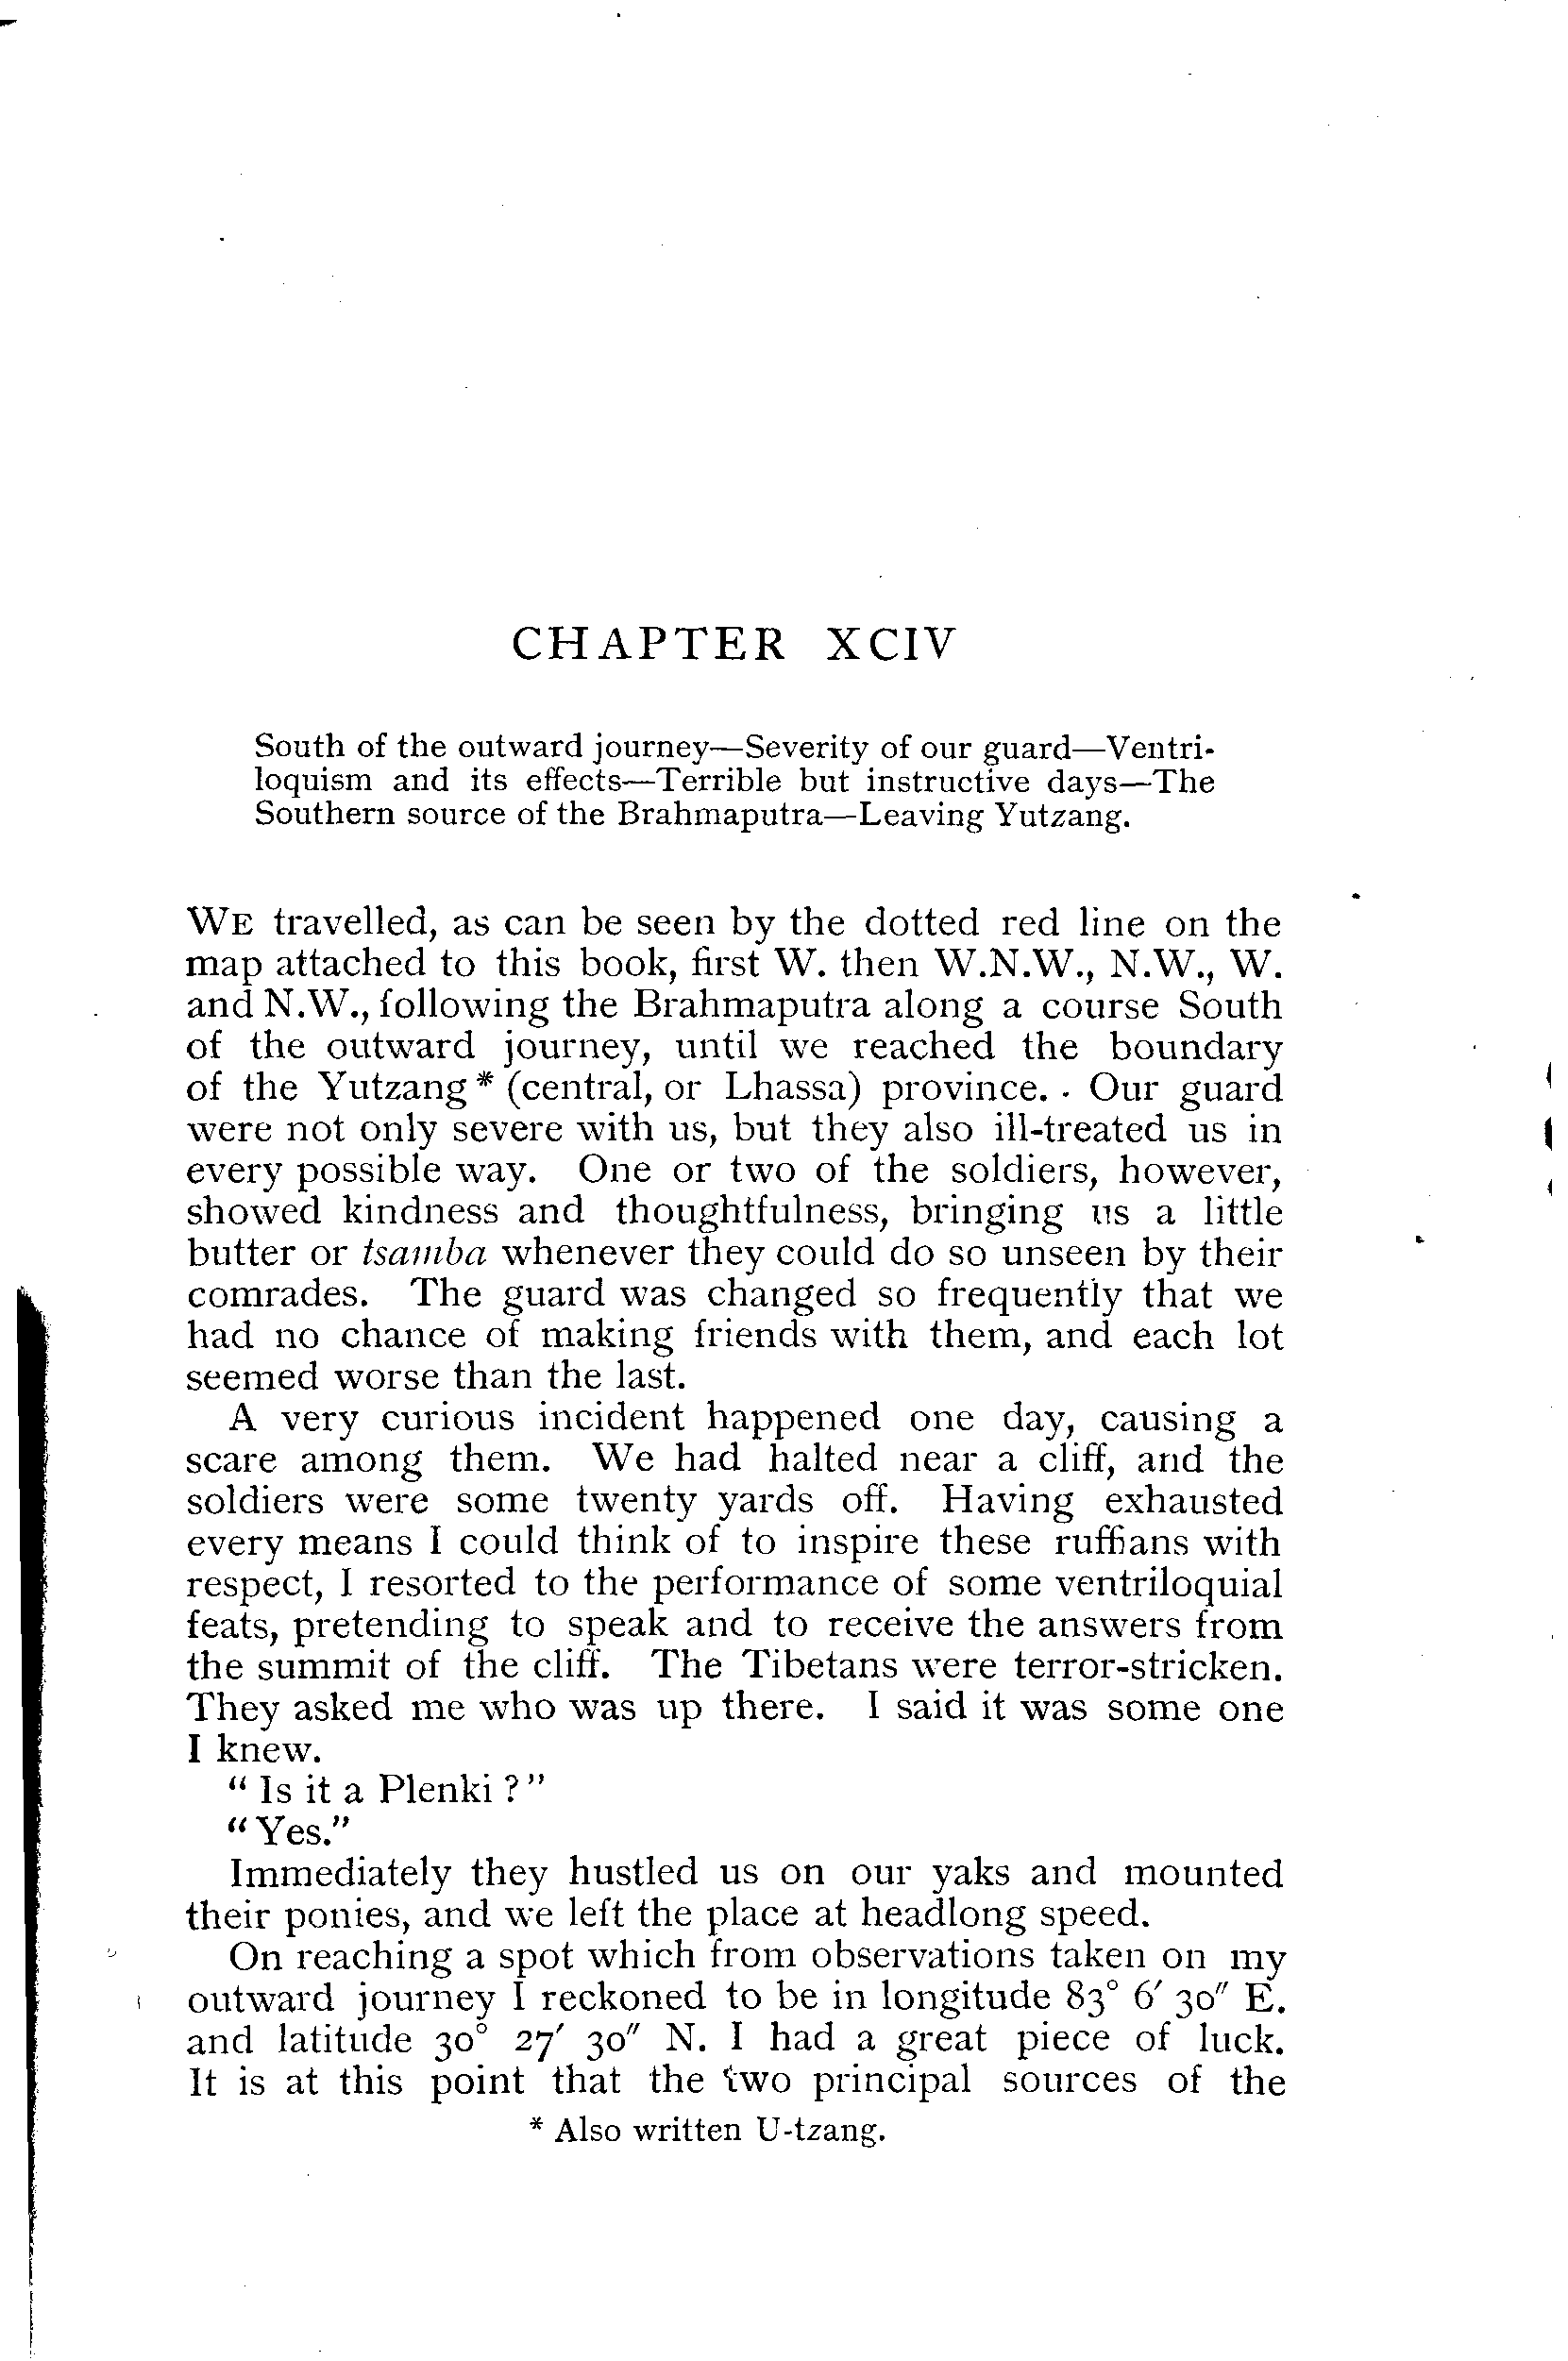 CHAPTER XCIV
South of the outward journey—Severity of our guard—Ventri-
loquism and its effects—Terrible but instructive days—The
Southern source of the Brahmaputra—Leaving Yutzang.
WE travelled, as can be seen by the dotted red line on the
map attached to this book, first W. then W.N.W., N.W., W.
and N.W., following the Brahmaputra along a course South
of the outward journey, until we reached the boundary
of the Yutzang * (central, or Lhassa) province. . Our guard
were not only severe with us, but they also ill-treated us in
every possible way. One or two of the soldiers, however,
showed kindness and thoughtfulness, bringing us a little
butter or tsamba whenever they could do so unseen by their
comrades. The guard was changed so frequently that we
had no chance of making friends with them, and each lot
seemed worse than the last.
A very curious incident happened one day, causing a
scare among them. We had halted near a cliff, and the
soldiers were some twenty yards off. Having exhausted
every means I could think of to inspire these ruffians with
respect, I resorted to the performance of some ventriloquial
feats, pretending to speak and to receive the answers from
the summit of the cliff. The Tibetans were terror-stricken.
They asked me who was up there. I said it was some one
I knew.
" Is it a Plenki ? "
" Yes."
Immediately they hustled us on our yaks and mounted
their ponies, and we left the place at headlong speed.
On reaching a spot which from observations taken on my
outward journey I reckoned to be in longitude 83° 6′ 30″ E.
and latitude 30° 27′ 30″ N. I had a great piece of luck.
It is at this point that the two principal sources of the
* Also written U-tzang.